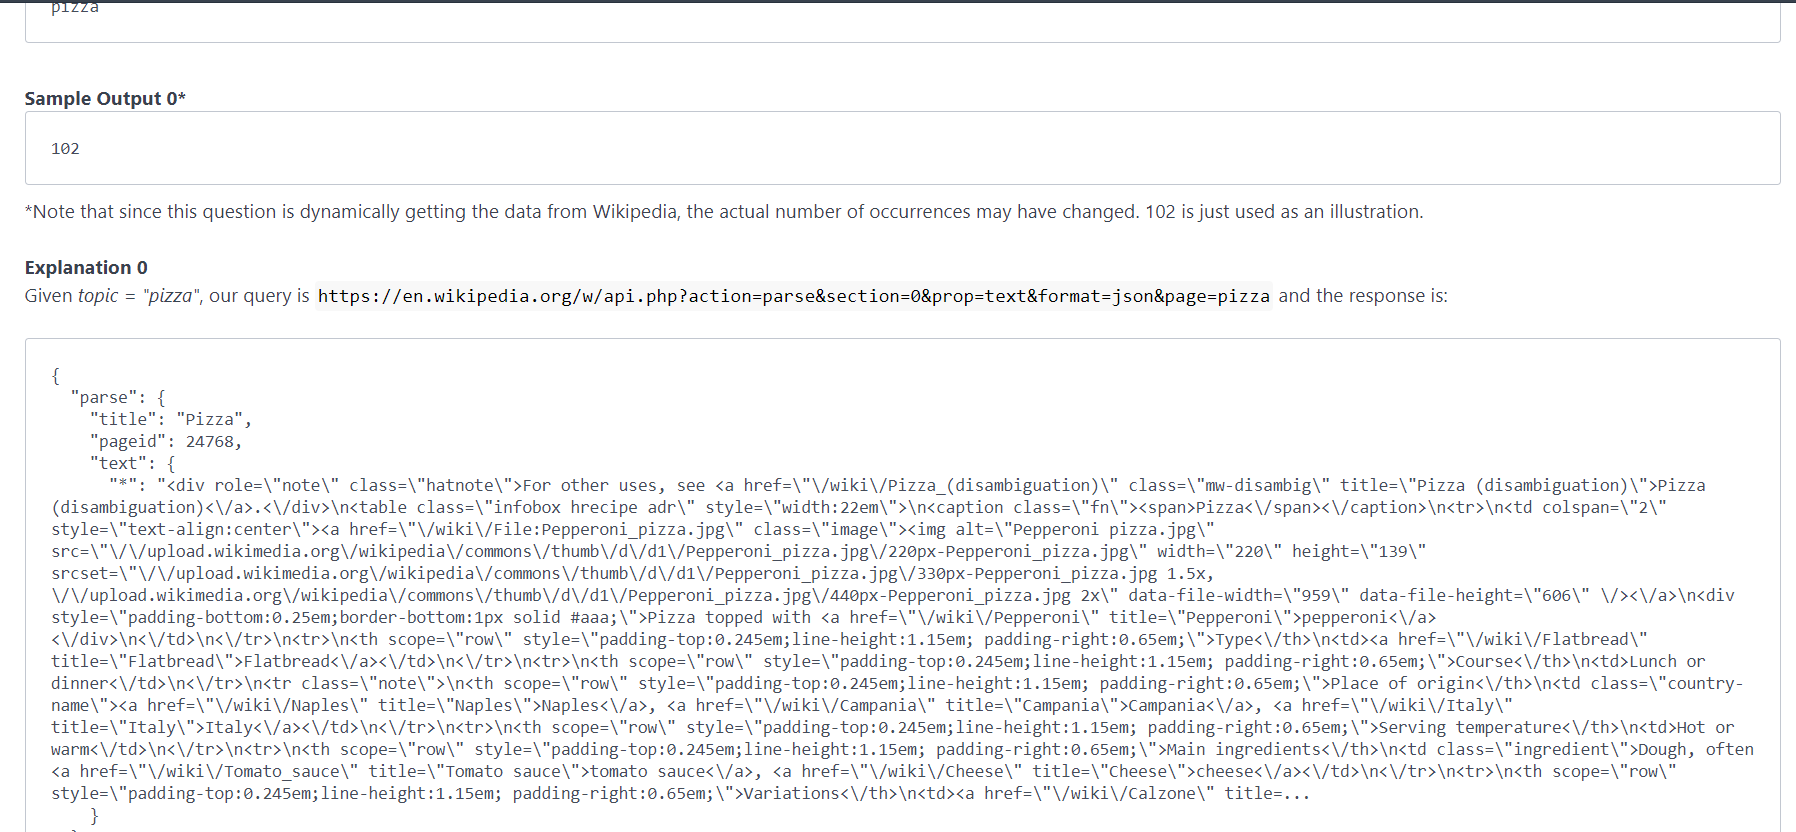 pizza
Sample Output 0*
102
*Note that since this question is dynamically getting the data from Wikipedia, the actual number of occurrences may have changed. 102 is just used as an illustration.
Explanation 0
Given topic = "pizza", our query is https://en.wikipedia.org/w/api.php?action=parse&section=0&prop=text&format=json&page=pizza and the response is:
{
"parse": {
"title": "Pizza",
"pageid": 24768,
"text": {
"*": "<div role=\"note\" class=\"hatnote\">For other uses, see <a href=\"\/wiki\/Pizza_(disambiguation)\" class=\"mw-disambig\" title=\"Pizza (disambiguation)\">Pizza
(disambiguation)<\/a>.<\/div>\n<table class=\"infobox hrecipe adr\" style=\"width:22em\">\n<caption class=\"fn\"><span>Pizza<\/span><\/caption>\n<tr>\n<td colspan=\"2\"
style=\"text-align:center\"><a href=\"\/wiki\/File:Pepperoni_pizza.jpg\" class=\"image\"><img alt=\"Pepperoni pizza.jpg\"
src=\"\/\/upload.wikimedia.org\/wikipedia\/commons\/thumb\/d\/d1\/Pepperoni_pizza.jpg\/220px-Pepperoni_pizza.jpg\" width=\"220\" height=\"139\"
srcset=\"\/\/upload.wikimedia.org\/wikipedia\/commons\/thumb\/d\/d1\/Pepperoni_pizza.jpg\/330px-Pepperoni_pizza.jpg 1.5x,
\/\/upload.wikimedia.org\/wikipedia\/commons\/thumb\/d\/d1\/Pepperoni_pizza.jpg\/440px-Pepperoni_pizza.jpg 2x\" data-file-width=\"959\" data-file-height=\"606\" \/><\/a>\n<div
style=\"padding-bottom:0.25em;border-bottom:1px solid #aaa;\">Pizza topped with <a href=\"\/wiki\/Pepperoni\" title=\"Pepperoni\">pepperoni<\/a>
<\/div>\n<\/td>\n<\/tr>\n<tr>\n<th scope=\"row\" style=\"padding-top:0.245em;line-height:1.15em; padding-right:0.65em;\">Type<\/th>\n<td><a href=\"\/wiki\/Flatbread\"
title=\"Flatbread\">Flatbread<\/a><\/td>\n<\/tr>\n<tr>\n<th scope=\"row\" style=\"padding-top:0.245em;line-height:1.15em; padding-right:0.65em;\">Course<\/th>\n<td>Lunch or
dinner<\/td>\n<\/tr>\n<tr class=\"note\">\n<th scope=\"row\" style=\"padding-top:0.245em;line-height:1.15em; padding-right:0.65em;\">Place of origin<\/th>\n<td class=\"country-
name\"><a href=\"\/wiki\/Naples\" title=\"Naples\">Naples<\/a>, <a href=\"\/wiki\/Campania\" title=\"Campania\">Campania<\/a>, <a href=\"\/wiki\/Italy\"
title=\"Italy\">Italy<\/a><\/td>\n<\/tr>\n<tr>\n<th scope=\"row\" style=\"padding-top:0.245em;line-height:1.15em; padding-right:0.65em;\">Serving temperature<\/th>\n<td>Hot or
warm<\/td>\n<\/tr>\n<tr>\n<th scope=\"row\" style=\"padding-top:0.245em;line-height:1.15em; padding-right:0.65em;\">Main ingredients<\/th>\n<td class=\"ingredient\">Dough, often
<a href=\"\/wiki\/Tomato_sauce\" title=\"Tomato sauce\">tomato sauce<\/a>, <a href=\"\/wiki\/Cheese\" title=\"Cheese\">cheese<\/a><\/td>\n<\/tr>\n<tr>\n<th scope=\"row\"
style=\"padding-top:0.245em;line-height:1.15em; padding-right:0.65em;\">Variations<\/th>\n<td><a href=\"\/wiki\/Calzone\" title=...
}